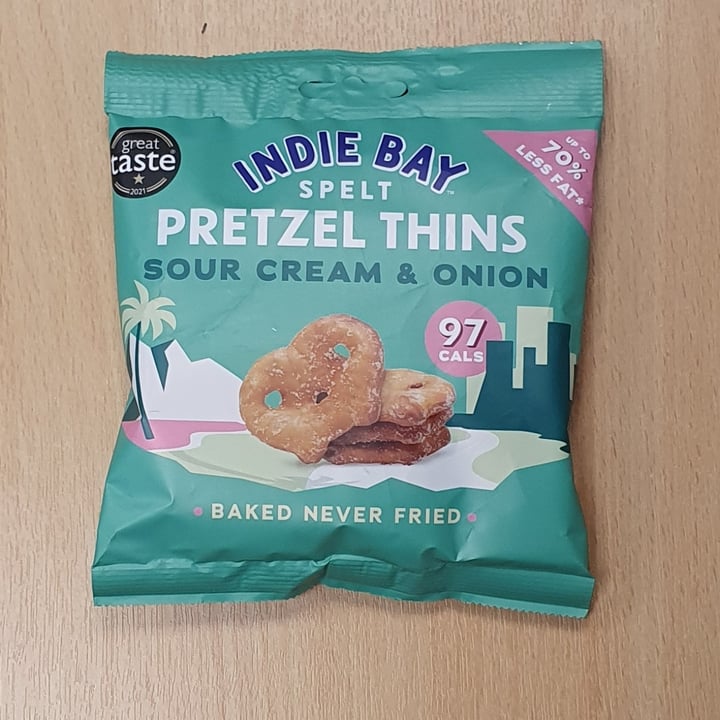 great
taste®
2021
INDIE BAY™
SPELT
PRETZEL THINS
SOUR CREAM & ONION
UP TO
70%
LESS FAT*
97
CALS
• BAKED NEVER FRIED •